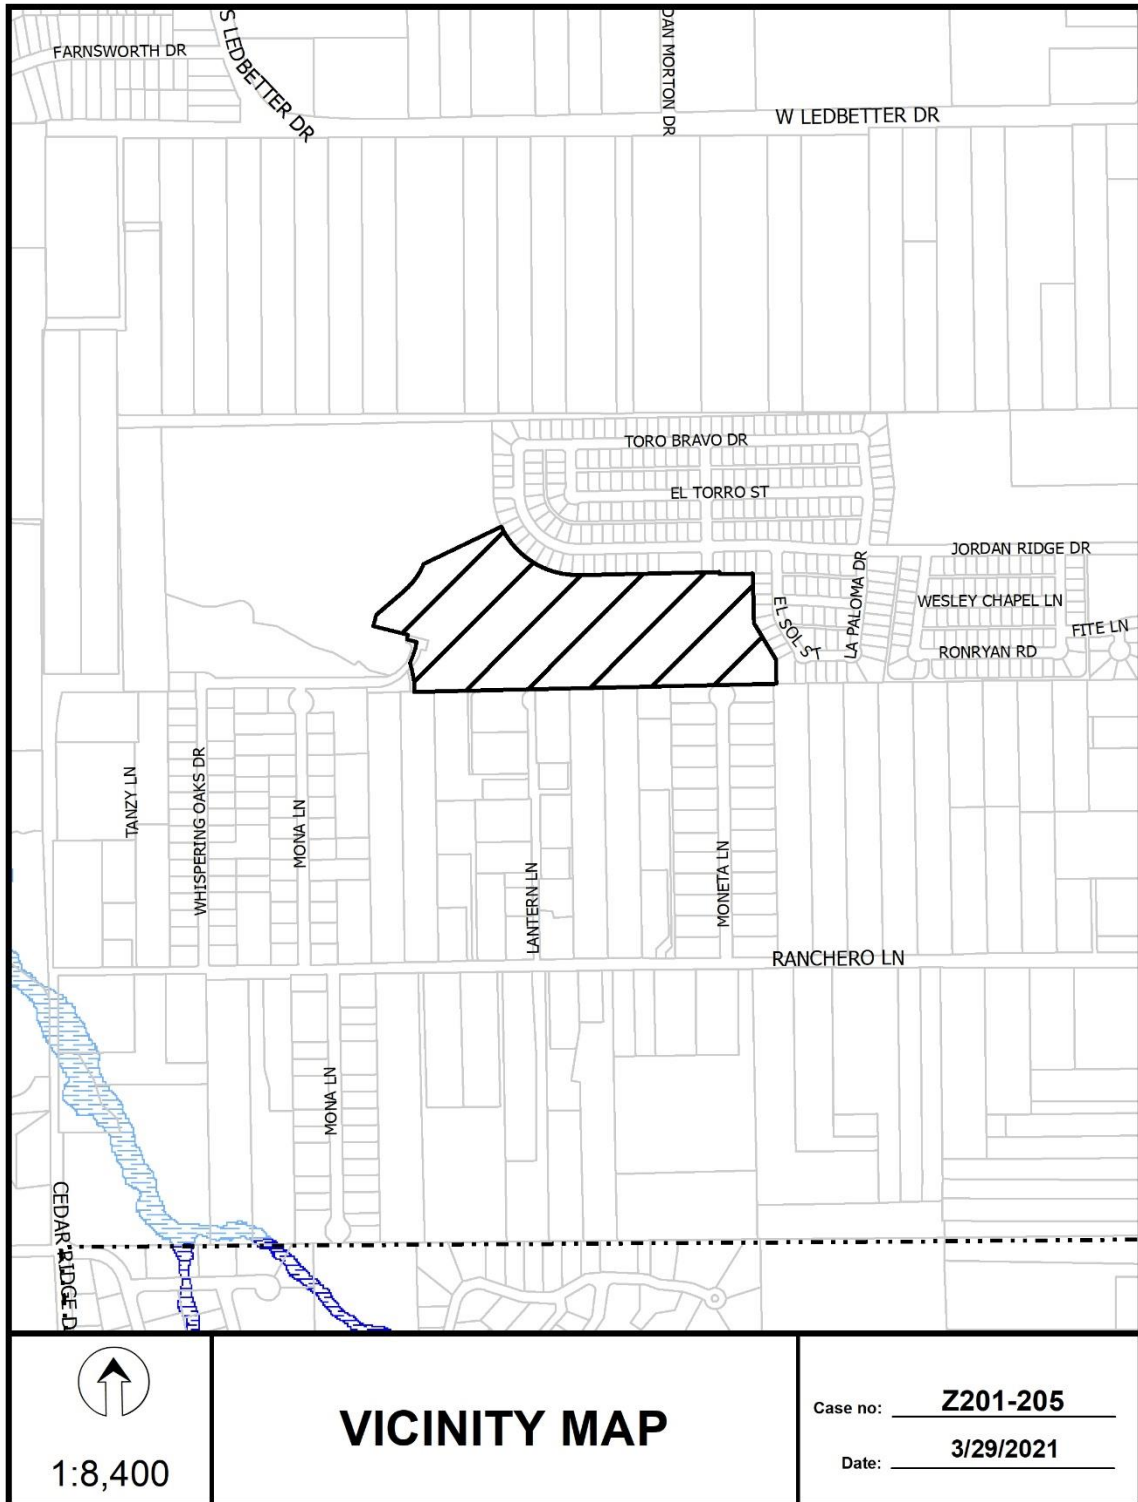 FARNSWORTH DR
S LEDBETTER DR
DAN MORTON DR
W LEDBETTER DR
TORO BRAVO DR
EL TORRO ST
JORDAN RIDGE DR
EL SOL ST
LA PALOMA DR
WESLEY CHAPEL LN
FITE LN
RONRYAN RD
TANZY LN
WHISPERING OAKS DR
MONA LN
LANTERN LN
MONETA LN
RANCHERO LN
MONA LN
CEDAR RIDGE D
1:8,400
VICINITY MAP
Case no: Z201-205
Date: 3/29/2021